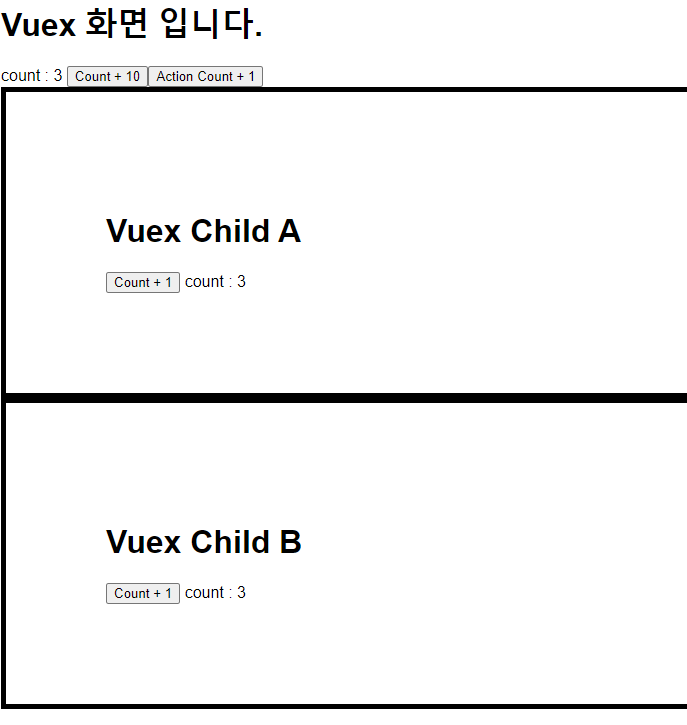 Vuex 화면 입니다.
count : 3 Count + 10 Action Count + 1
Vuex Child A
Count + 1 count : 3
Vuex Child B
Count + 1 count : 3